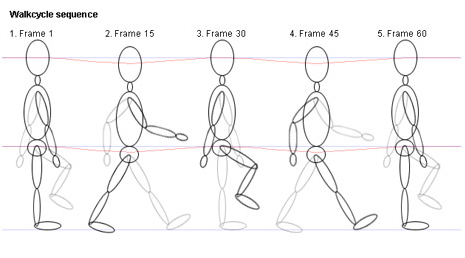 Walkcycle sequence
1. Frame 1
2. Frame 15
3. Frame 30
4. Frame 45
5. Frame 60